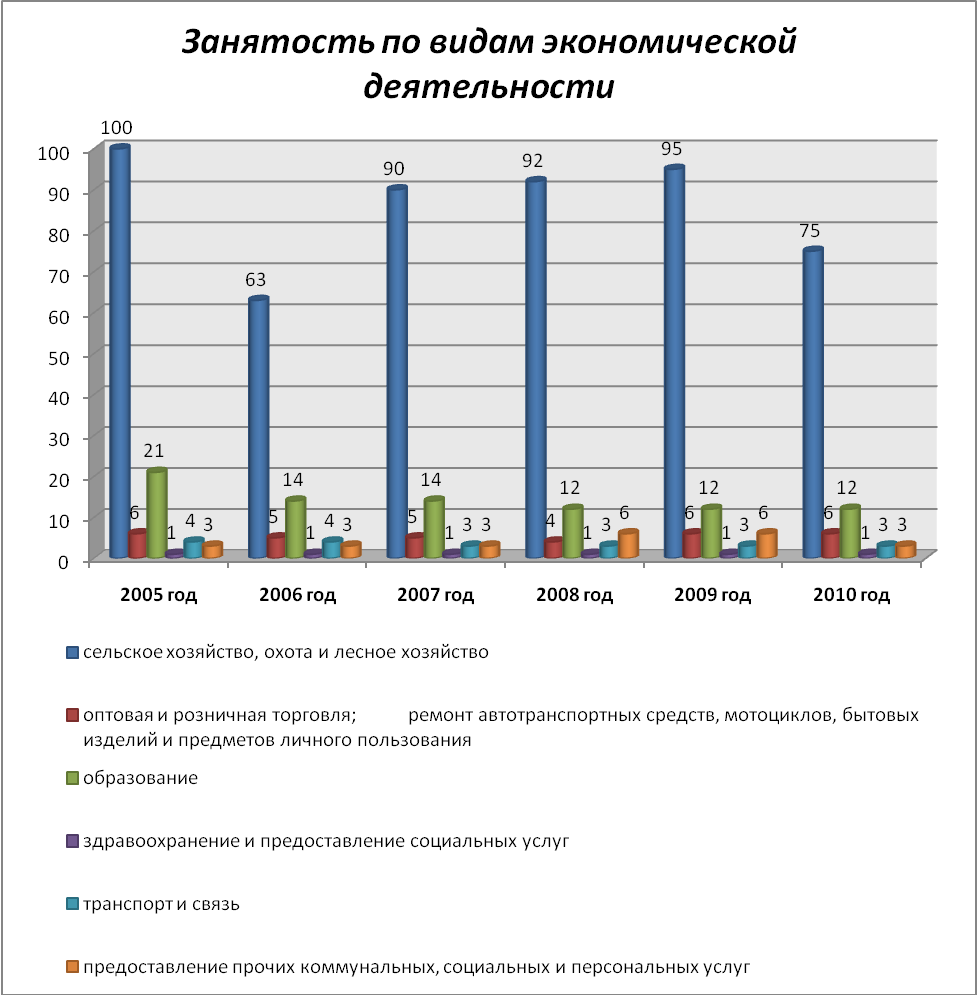 Занятость по видам экономической
деятельности
100
63
90
92
95
75
100
90
80
70
60
50
40
30
20
10
0
6 21 1 4 3
5 14 1 4 3
5 14 1 3 3
4 12 1 3 6
6 12 1 3 6
6 12 1 3 3
2005 год 2006 год 2007 год 2008 год 2009 год 2010 год
сельское хозяйство, охота и лесное хозяйство
оптовая и розничная торговля; ремонт автотранспортных средств, мотоциклов, бытовых
изделий и предметов личного пользования
образование
здравоохранение и предоставление социальных услуг
транспорт и связь
предоставление прочих коммунальных, социальных и персональных услуг